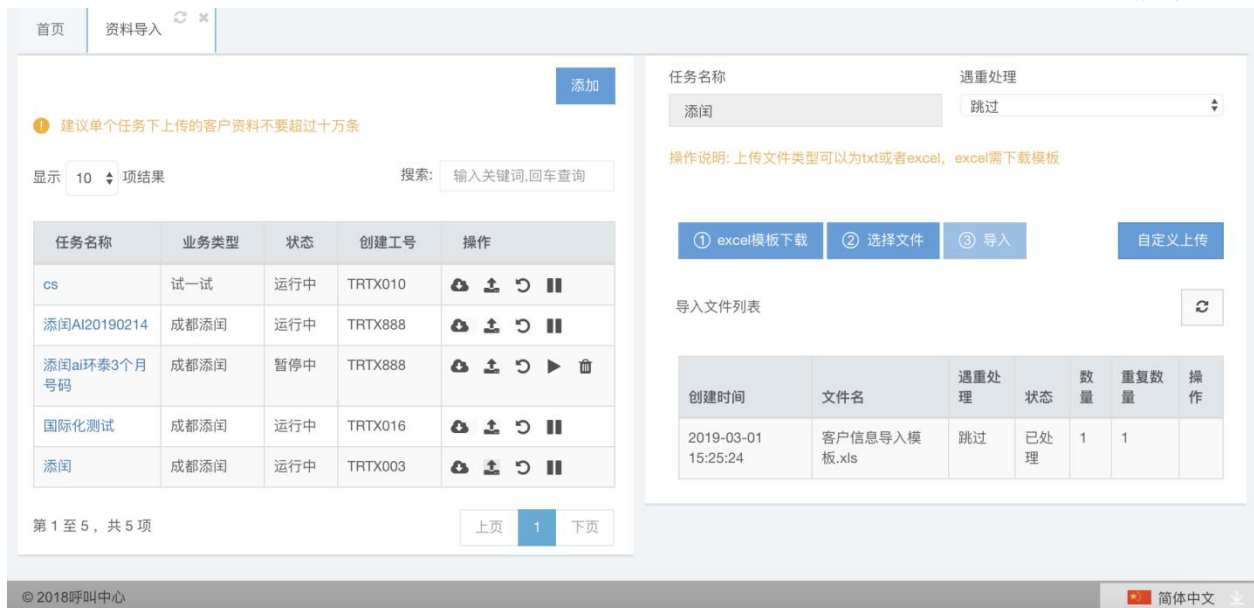 首页
资料导入
添加
建议单个任务下上传的客户资料不要超过十万条
显示 10 项结果
搜索: 输入关键词,回车查询
任务名称 业务类型 状态 创建工号 操作
cs 试一试 运行中 TRTX010
添闰AI20190214 成都添闰 运行中 TRTX888
添闰ai环泰3个月
号码 成都添闰 暂停中 TRTX888
国际化测试 成都添闰 运行中 TRTX016
添闰 成都添闰 运行中 TRTX003
第 1 至 5 , 共 5 项
上页 1 下页
任务名称 遇重处理
添闰 跳过
操作说明: 上传文件类型可以为txt或者excel, excel需下载模板
① excel模板下载 ② 选择文件 ③ 导入 自定义上传
导入文件列表
创建时间 文件名 遇重处
理 状态 数
量 重复数
量 操
作
2019-03-01
15:25:24 客户信息导入模
板.xls 跳过 已处
理 1 1
© 2018呼叫中心
简体中文